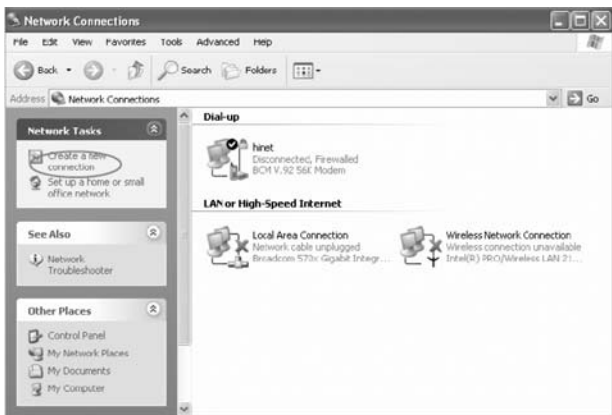 Network Connections
File Edit View Favorites Tools Advanced Help
Back Search Folders
Address Network Connections Go
Network Tasks
Create a new
connection
Set up a home or small
office network
See Also
Network
Troubleshooter
Other Places
Control Panel
My Network Places
My Documents
My Computer
Dial-up
hinet
Disconnected, Firewalled
BCM V.92 56K Modem
LAN or High-Speed Internet
Local Area Connection
Network cable unplugged
Broadcom 570x Gigabit Integr...
Wireless Network Connection
Wireless connection unavailable
Intel(R) PRO/Wireless LAN 21...